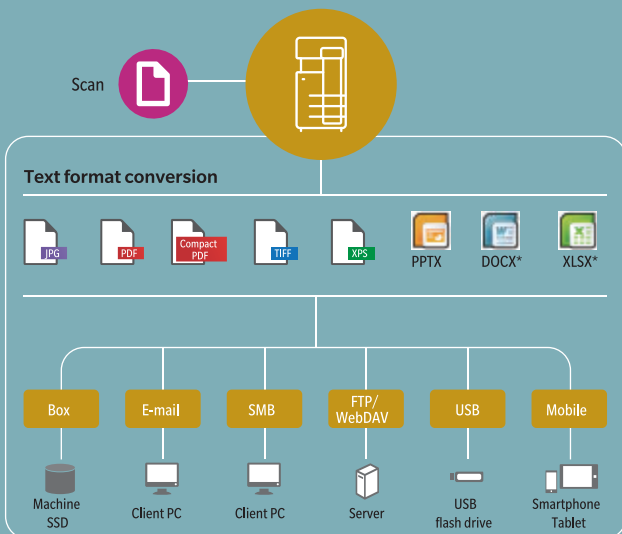 Scan
Text format conversion
JPG
PDF
Compact
PDF
TIFF
XPS
PPTX
DOCX*
XLSX*
Box
E-mail
SMB
FTP/
WebDAV
USB
Mobile
Machine
SSD
Client PC
Client PC
Server
USB
flash drive
Smartphone
Tablet